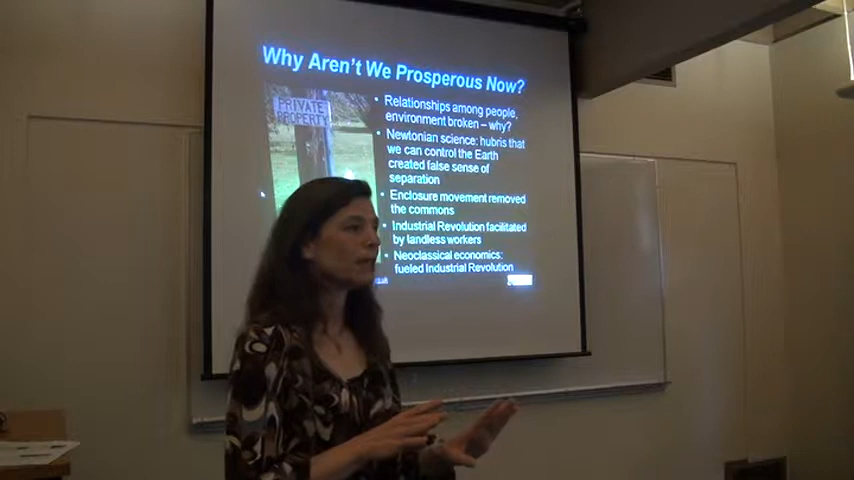 Why Aren't We Prosperous Now?
PRIVATE
PROPERTY
• Relationships among people,
environment broken – why?
• Newtonian science: hubris that
we can control the Earth
created false sense of
separation
• Enclosure movement removed
the commons
• Industrial Revolution facilitated
by landless workers
• Neoclassical economics:
fueled Industrial Revolution